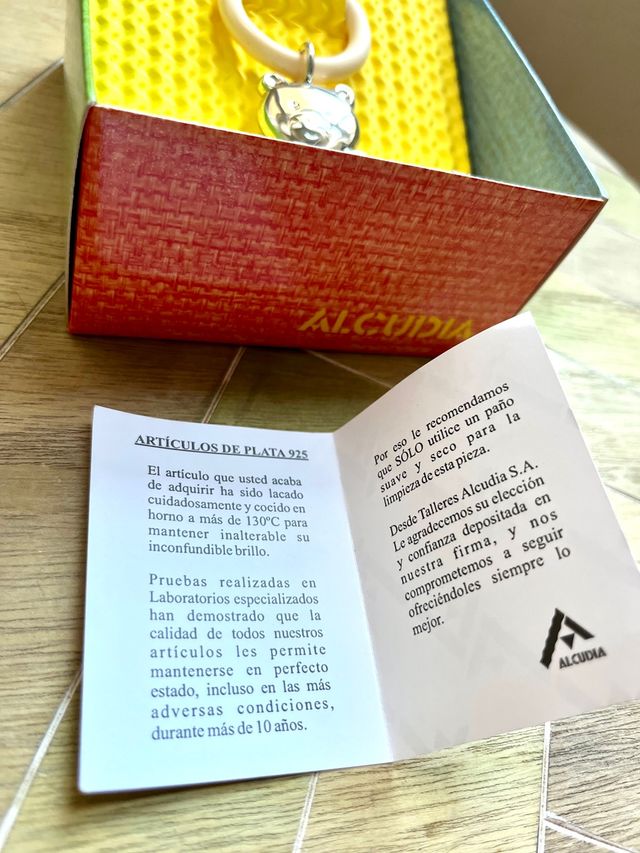 ALCUDIA
ARTÍCULOS DE PLATA 925
El artículo que usted acaba
de adquirir ha sido lacado
cuidadosamente y cocido en
horno a más de 130ºC para
mantener inalterable su
inconfundible brillo.
Pruebas realizadas en
Laboratorios especializados
han demostrado que la
calidad de todos nuestros
artículos les permite
mantenerse en perfecto
estado, incluso en las más
adversas condiciones,
durante más de 10 años.
Por eso le recomendamos
que SÓLO utilice un paño
suave y seco para la
limpieza de esta pieza.
Desde Talleres Alcudia S.A.
Le agradecemos su elección
y confianza depositada en
nuestra firma, y nos
comprometemos a seguir
ofreciéndoles siempre lo
mejor.
ALCUDIA